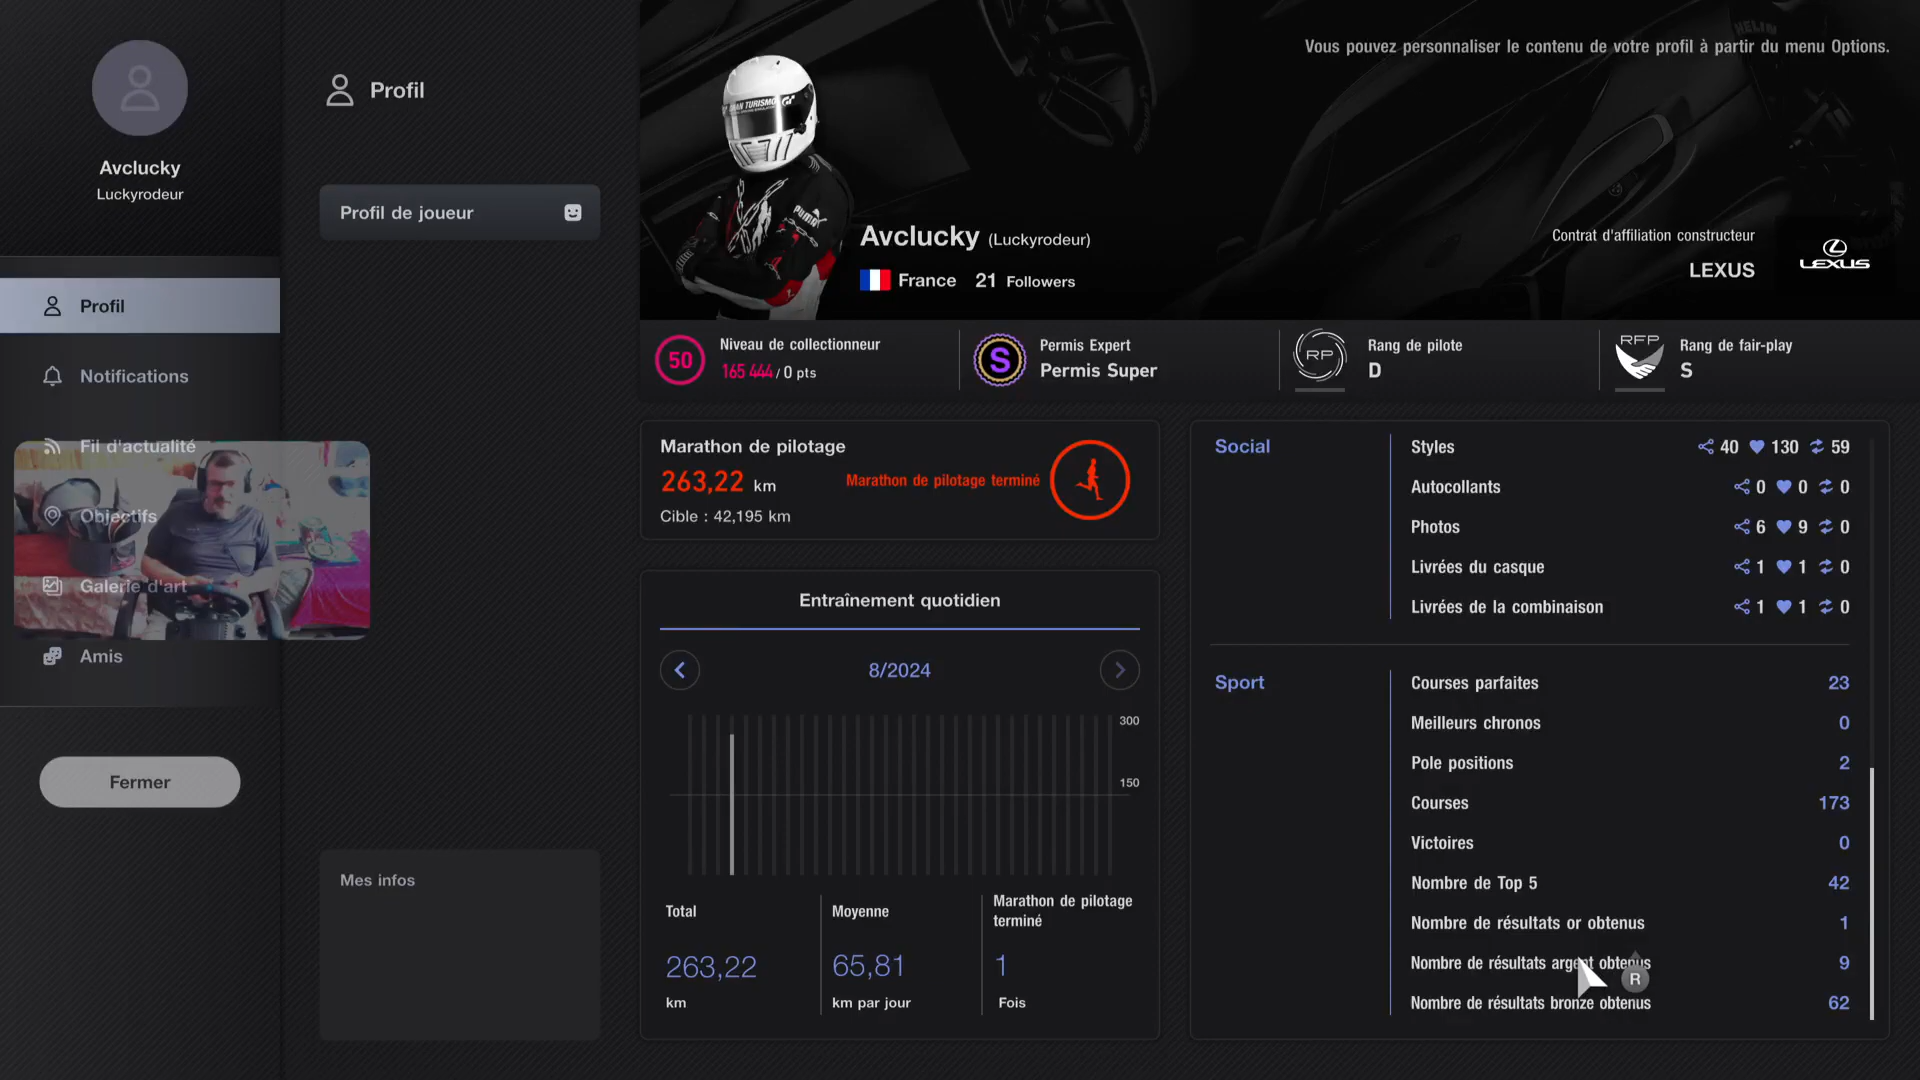 Avclucky
Luckyrodeur
Profil
Notifications
Fil d'actualité
Objectifs
Galerie d'art
Amis
Fermer
Profil
Profil de joueur
Mes infos
Vous pouvez personnaliser le contenu de votre profil à partir du menu Options.
GRAN TURISMO
PUMA
Avclucky (Luckyrodeur)
France 21 Followers
Contrat d'affiliation constructeur
LEXUS
LEXUS
50
Niveau de collectionneur
165 444 / 0 pts
S
Permis Expert
Permis Super
RP
Rang de pilote
D
RFP
Rang de fair-play
S
Marathon de pilotage
263,22 km
Marathon de pilotage terminé
Cible : 42,195 km
Entraînement quotidien
8/2024
300
150
Total
263,22
km
Moyenne
65,81
km par jour
Marathon de pilotage
terminé
1
Fois
Social
Styles 40 130 59
Autocollants 0 0 0
Photos 6 9 0
Livrées du casque 1 1 0
Livrées de la combinaison 1 1 0
Sport
Courses parfaites 23
Meilleurs chronos 0
Pole positions 2
Courses 173
Victoires 0
Nombre de Top 5 42
Nombre de résultats or obtenus 1
Nombre de résultats argent obtenus 9
R
Nombre de résultats bronze obtenus 62